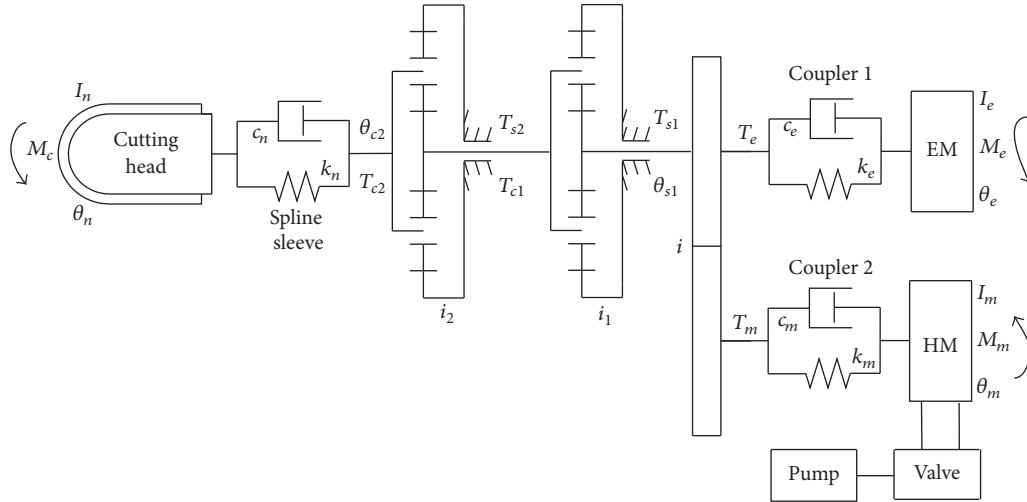 I_n
M_c
Cutting
head
θ_n
c_n
k_n
Spline
sleeve
θ_c2
T_c2
T_s2
T_c1
i_2
T_s1
θ_s1
i_1
i
Coupler 1
T_e
c_e
k_e
EM
I_e
M_e
θ_e
Coupler 2
T_m
c_m
k_m
HM
I_m
M_m
θ_m
Pump
Valve